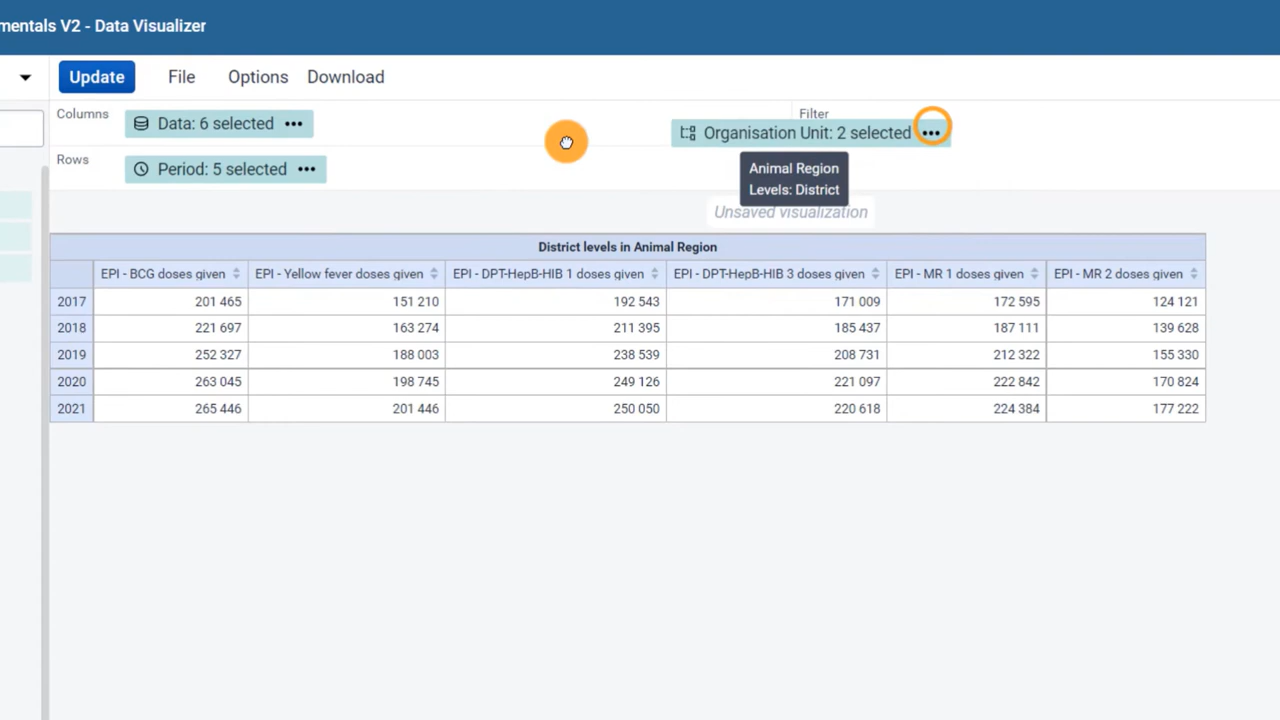 mentals V2 - Data Visualizer
Update File Options Download
Columns Data: 6 selected Filter
Organisation Unit: 2 selected
Rows Period: 5 selected
Animal Region
Levels: District
Unsaved visualization
District levels in Animal Region
EPI - BCG doses given EPI - Yellow fever doses given EPI - DPT-HepB-HIB 1 doses given EPI - DPT-HepB-HIB 3 doses given EPI - MR 1 doses given EPI - MR 2 doses given
2017 201 465 151 210 192 543 171 009 172 595 124 121
2018 221 697 163 274 211 395 185 437 187 111 139 628
2019 252 327 188 003 238 539 208 731 212 322 155 330
2020 263 045 198 745 249 126 221 097 222 842 170 824
2021 265 446 201 446 250 050 220 618 224 384 177 222